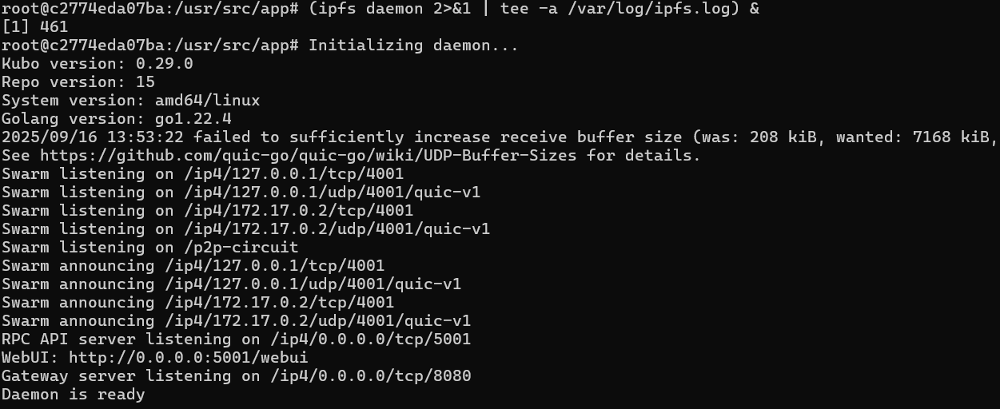 root@c2774eda07ba:/usr/src/app# (ipfs daemon 2>&1 | tee -a /var/log/ipfs.log) &
[1] 461
root@c2774eda07ba:/usr/src/app# Initializing daemon...
Kubo version: 0.29.0
Repo version: 15
System version: amd64/linux
Golang version: go1.22.4
2025/09/16 13:53:22 failed to sufficiently increase receive buffer size (was: 208 kiB, wanted: 7168 kiB,
See https://github.com/quic-go/quic-go/wiki/UDP-Buffer-Sizes for details.
Swarm listening on /ip4/127.0.0.1/tcp/4001
Swarm listening on /ip4/127.0.0.1/udp/4001/quic-v1
Swarm listening on /ip4/172.17.0.2/tcp/4001
Swarm listening on /ip4/172.17.0.2/udp/4001/quic-v1
Swarm listening on /p2p-circuit
Swarm announcing /ip4/127.0.0.1/tcp/4001
Swarm announcing /ip4/127.0.0.1/udp/4001/quic-v1
Swarm announcing /ip4/172.17.0.2/tcp/4001
Swarm announcing /ip4/172.17.0.2/udp/4001/quic-v1
RPC API server listening on /ip4/0.0.0.0/tcp/5001
WebUI: http://0.0.0.0:5001/webui
Gateway server listening on /ip4/0.0.0.0/tcp/8080
Daemon is ready